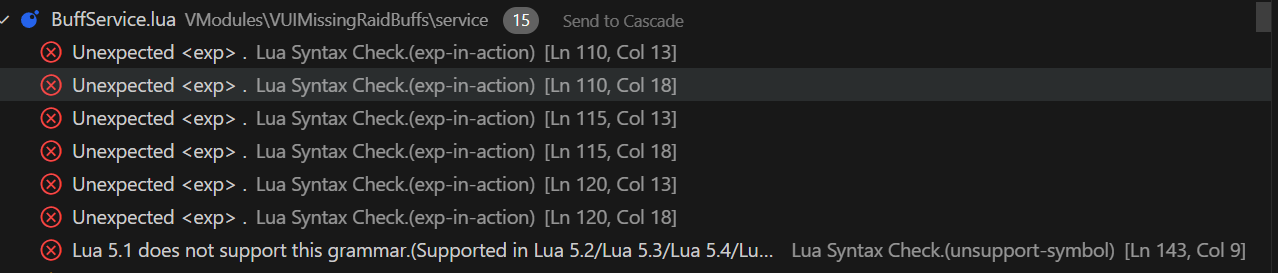 BuffService.lua VModules\VUIMissingRaidBuffs\service 15 Send to Cascade
Unexpected <exp> . Lua Syntax Check.(exp-in-action) [Ln 110, Col 13]
Unexpected <exp> . Lua Syntax Check.(exp-in-action) [Ln 110, Col 18]
Unexpected <exp> . Lua Syntax Check.(exp-in-action) [Ln 115, Col 13]
Unexpected <exp> . Lua Syntax Check.(exp-in-action) [Ln 115, Col 18]
Unexpected <exp> . Lua Syntax Check.(exp-in-action) [Ln 120, Col 13]
Unexpected <exp> . Lua Syntax Check.(exp-in-action) [Ln 120, Col 18]
Lua 5.1 does not support this grammar.(Supported in Lua 5.2/Lua 5.3/Lua 5.4/Lu... Lua Syntax Check.(unsupport-symbol) [Ln 143, Col 9]